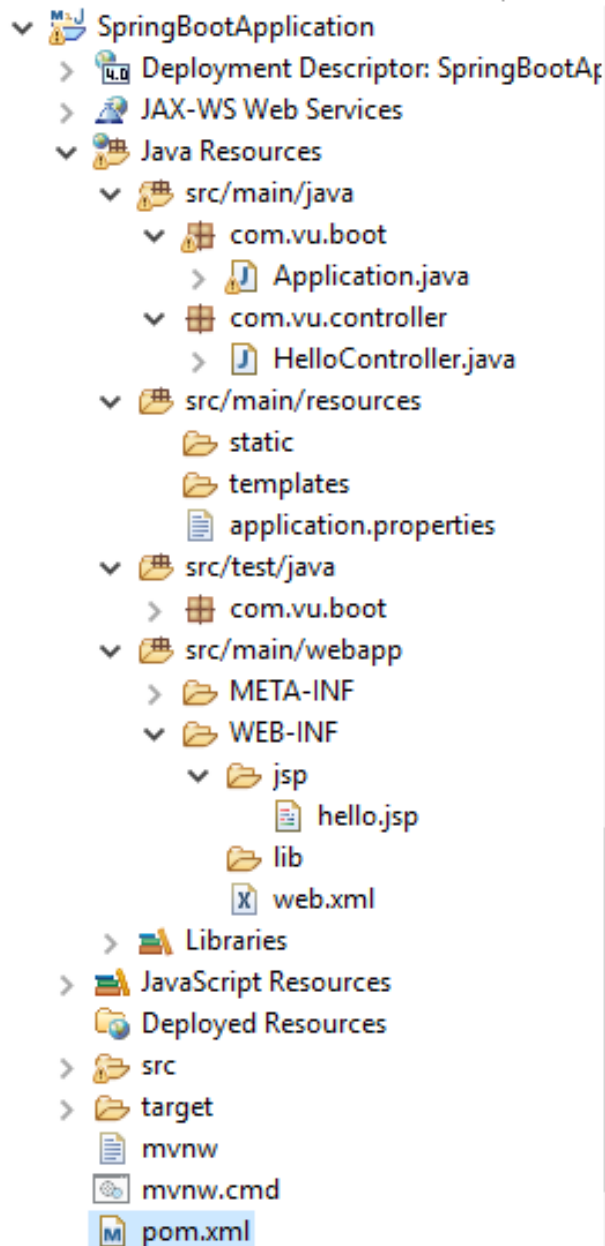 SpringBootApplication
4.0 Deployment Descriptor: SpringBootAp
JAX-WS Web Services
Java Resources
src/main/java
com.vu.boot
Application.java
com.vu.controller
HelloController.java
src/main/resources
static
templates
application.properties
src/test/java
com.vu.boot
src/main/webapp
META-INF
WEB-INF
jsp
hello.jsp
lib
web.xml
Libraries
JavaScript Resources
Deployed Resources
src
target
mvnw
mvnw.cmd
pom.xml